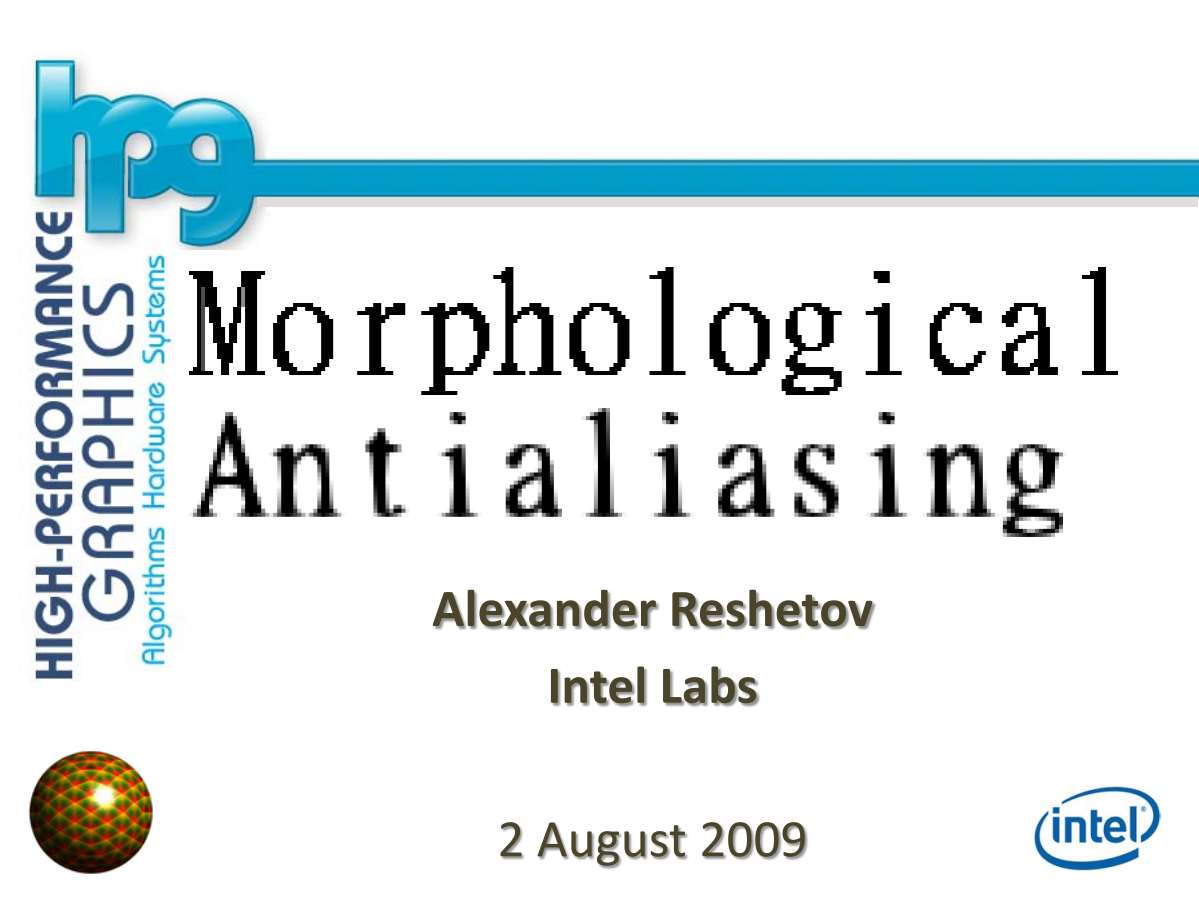 hpg
HIGH-PERFORMANCE
GRAPHICS
Algorithms Hardware Systems
Morphological
Antialiasing
Alexander Reshetov
Intel Labs
2 August 2009
intel®